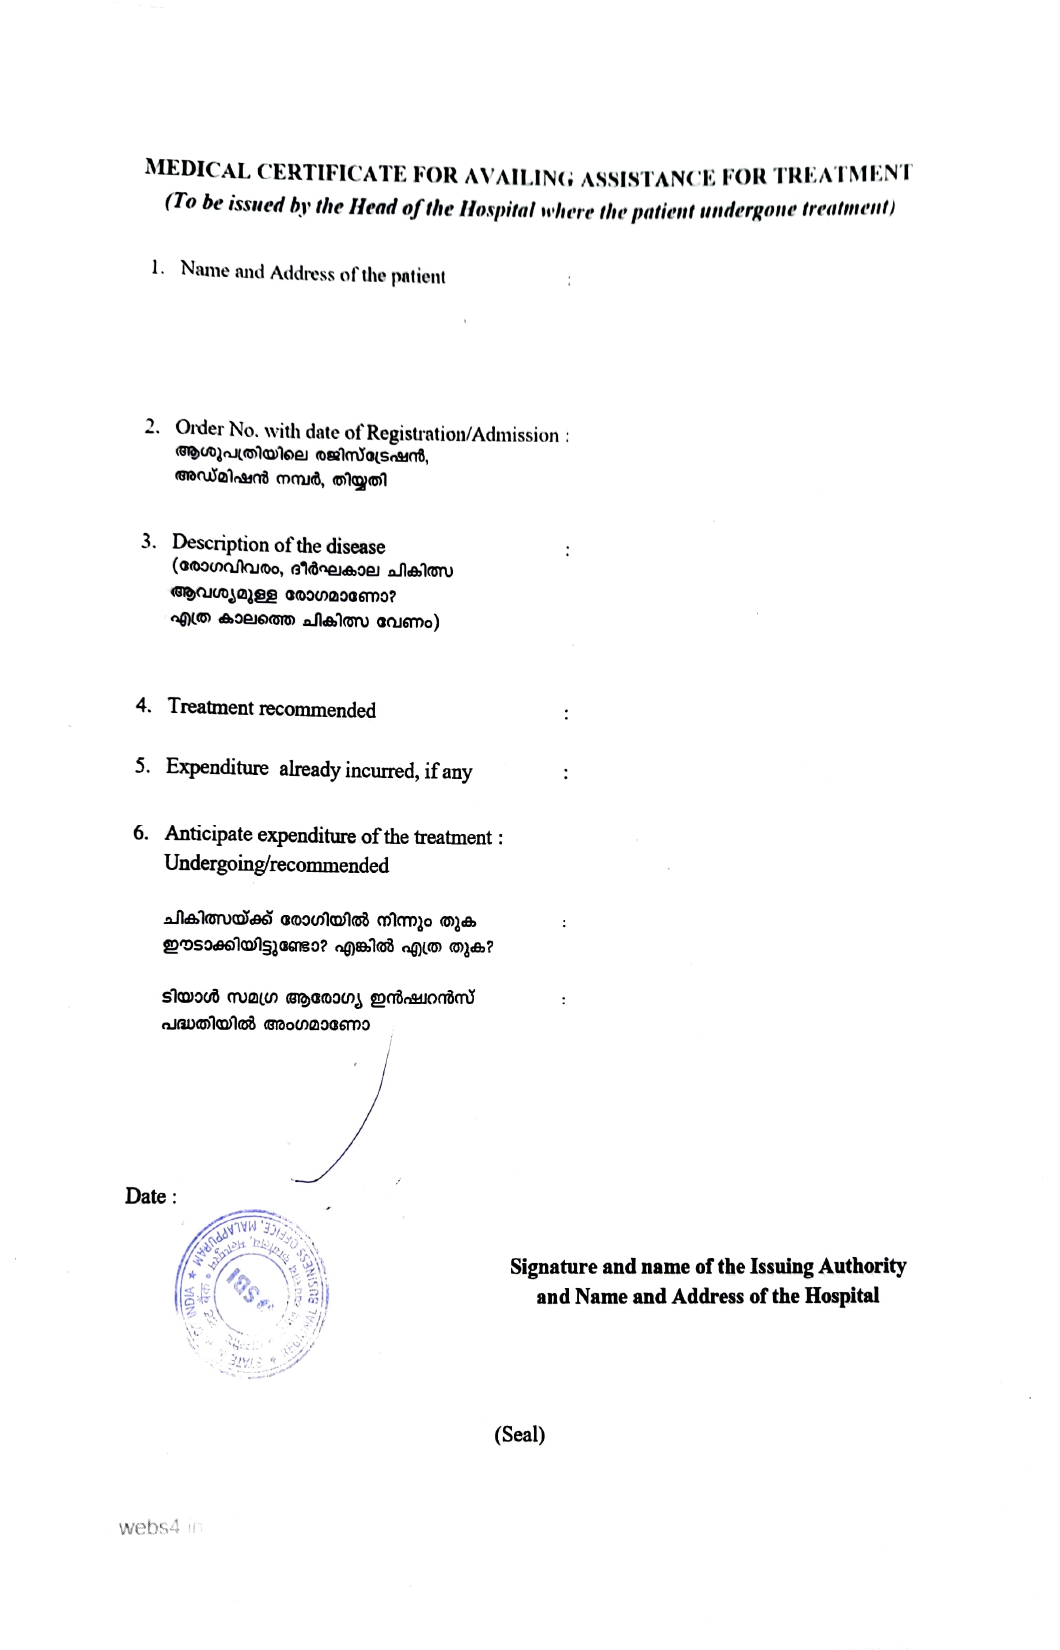 MEDICAL CERTIFICATE FOR AVAILING ASSISTANCE FOR TREATMENT
(To be issued by the Head of the Hospital where the patient undergone treatment)
1. Name and Address of the patient :
2. Order No. with date of Registration/Admission :
ആശുപത്രിയിലെ രജിസ്ട്രേഷൻ,
അഡ്മിഷൻ നമ്പർ, തിയ്യതി
3. Description of the disease :
(രോഗവിവരം, ദീർഘകാല ചികിത്സ
ആവശ്യമുള്ള രോഗമാണോ?
എത്ര കാലത്തെ ചികിത്സ വേണം)
4. Treatment recommended :
5. Expenditure already incurred, if any :
6. Anticipate expenditure of the treatment :
Undergoing/recommended
ചികിത്സയ്ക്ക് രോഗിയിൽ നിന്നും തുക :
ഈടാക്കിയിട്ടുണ്ടോ? എങ്കിൽ എത്ര തുക?
ടിയാൾ സമഗ്ര ആരോഗ്യ ഇൻഷ്വറൻസ് :
പദ്ധതിയിൽ അംഗമാണോ
Date :
STATE OF INDIA ★ REGIONAL BUSINESS OFFICE, MALAPPURAM ★
SBI
Signature and name of the Issuing Authority
and Name and Address of the Hospital
(Seal)
webs4.in